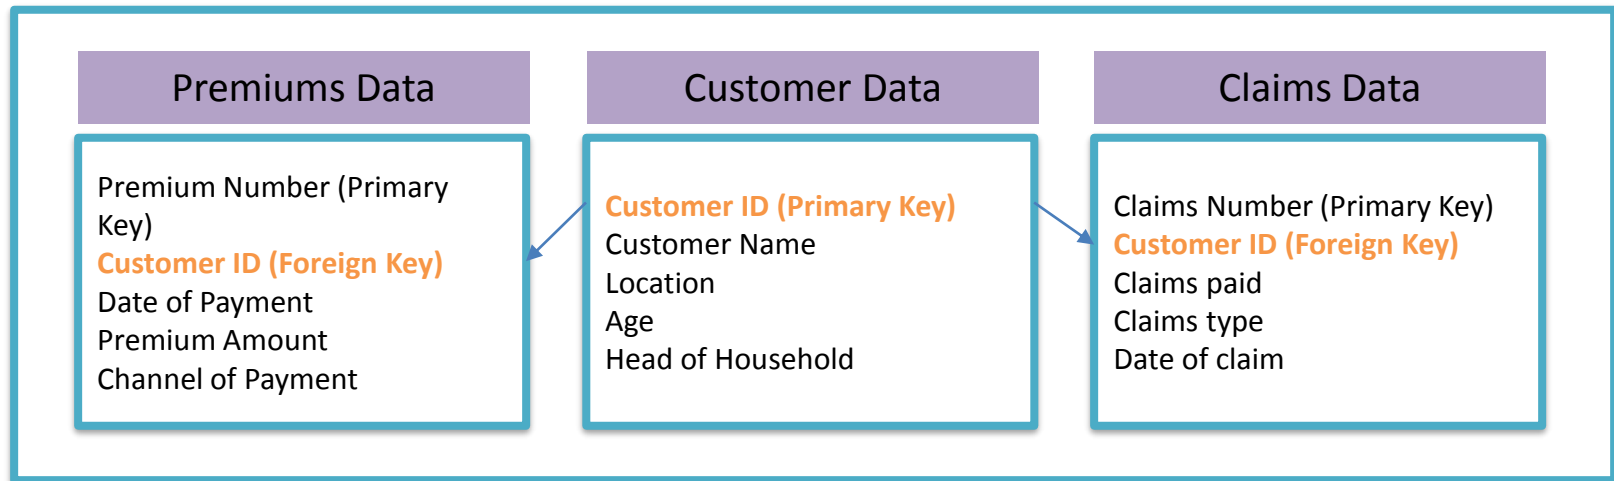 Premiums Data
Premium Number (Primary
Key)
Customer ID (Foreign Key)
Date of Payment
Premium Amount
Channel of Payment
Customer Data
Customer ID (Primary Key)
Customer Name
Location
Age
Head of Household
Claims Data
Claims Number (Primary Key)
Customer ID (Foreign Key)
Claims paid
Claims type
Date of claim